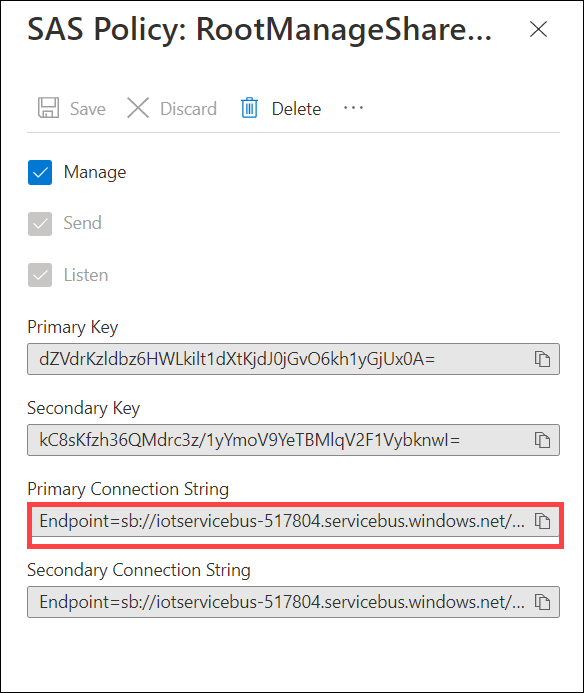 SAS Policy: RootManageShare...
Save Discard Delete ...
Manage
Send
Listen
Primary Key
dZVdrKzldbz6HWLkilt1dXtKjdJ0jGvO6kh1yGjUx0A=
Secondary Key
kC8sKfzh36QMdrc3z/1yYmoV9YeTBMlqV2F1VybknwI=
Primary Connection String
Endpoint=sb://iotservicebus-517804.servicebus.windows.net/...
Secondary Connection String
Endpoint=sb://iotservicebus-517804.servicebus.windows.net/...